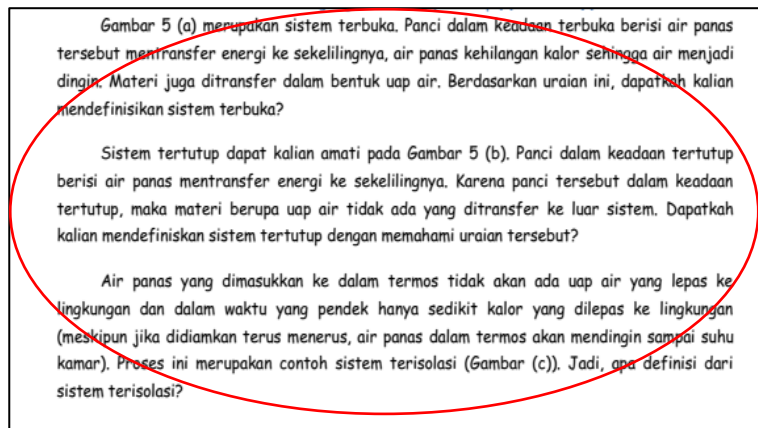 Gambar 5 (a) merupakan sistem terbuka. Panci dalam keadaan terbuka berisi air panas
tersebut mentransfer energi ke sekelilingnya, air panas kehilangan kalor sehingga air menjadi
dingin. Materi juga ditransfer dalam bentuk uap air. Berdasarkan uraian ini, dapatkah kalian
mendefinisikan sistem terbuka?
Sistem tertutup dapat kalian amati pada Gambar 5 (b). Panci dalam keadaan tertutup
berisi air panas mentransfer energi ke sekelilingnya. Karena panci tersebut dalam keadaan
tertutup, maka materi berupa uap air tidak ada yang ditransfer ke luar sistem. Dapatkah
kalian mendefiniskan sistem tertutup dengan memahami uraian tersebut?
Air panas yang dimasukkan ke dalam termos tidak akan ada uap air yang lepas ke
lingkungan dan dalam waktu yang pendek hanya sedikit kalor yang dilepas ke lingkungan
(meskipun jika didiamkan terus menerus, air panas dalam termos akan mendingin sampai suhu
kamar). Proses ini merupakan contoh sistem terisolasi (Gambar (c)). Jadi, apa definisi dari
sistem terisolasi?